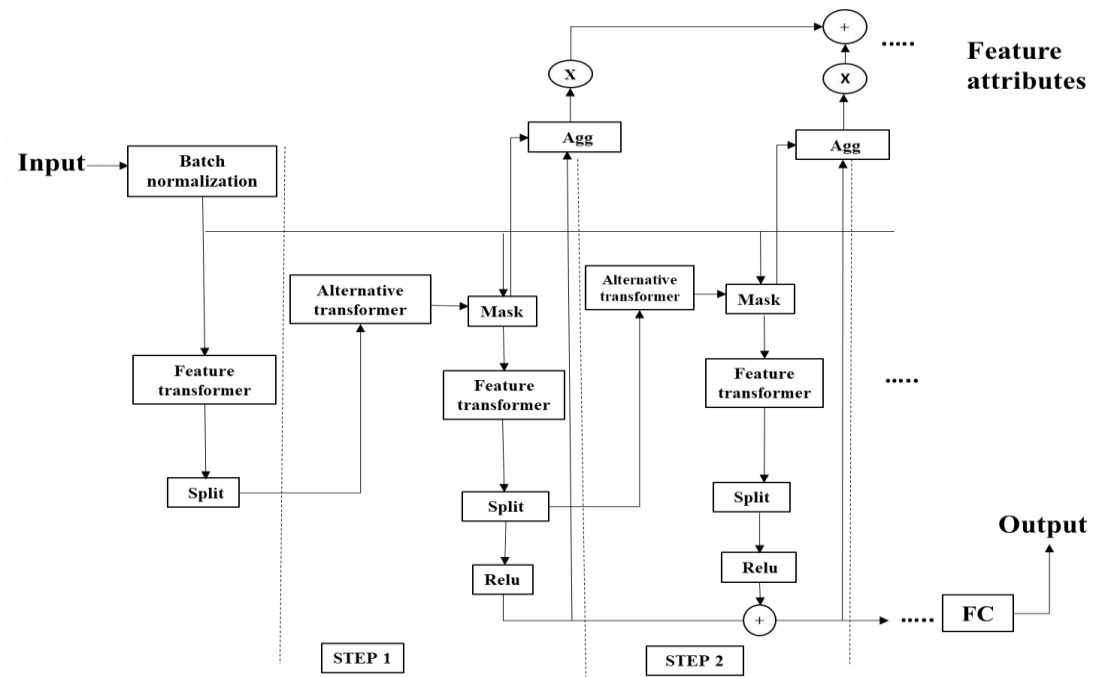 +
.....
Feature
attributes
X
X
Agg
Agg
Input
Batch
normalization
Alternative
transformer
Mask
Alternative
transformer
Mask
Feature
transformer
Feature
transformer
Feature
transformer
.....
Split
Split
Split
Relu
Relu
+
.....
FC
Output
STEP 1
STEP 2